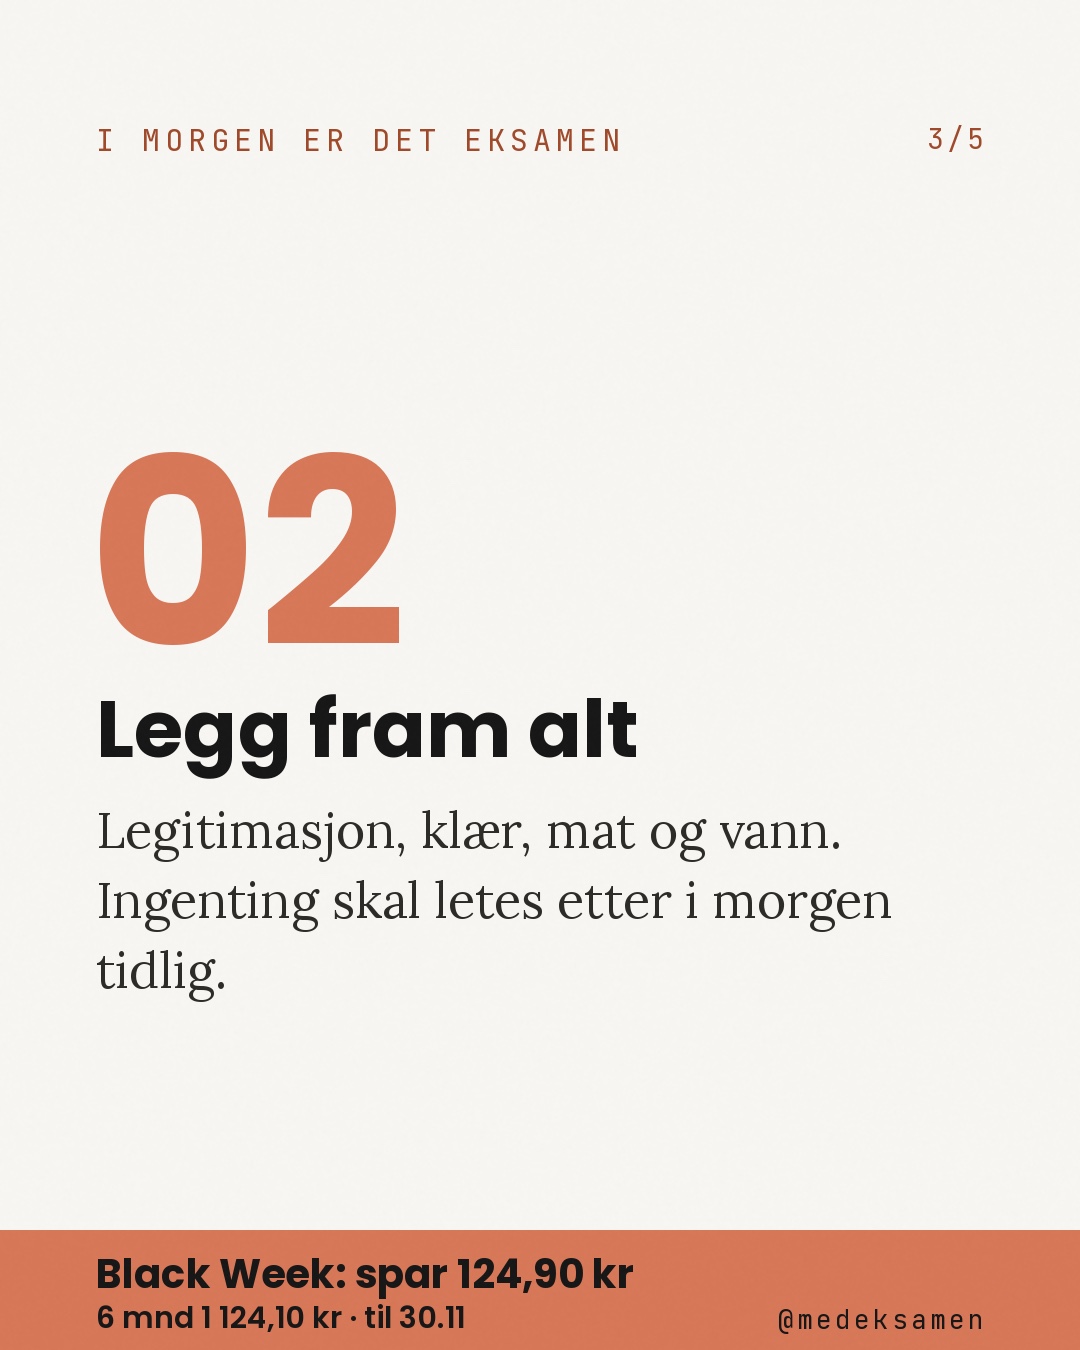 I MORGEN ER DET EKSAMEN
3/5
02
Legg fram alt
Legitimasjon, klær, mat og vann.
Ingenting skal letes etter i morgen
tidlig.
Black Week: spar 124,90 kr
6 mnd 1 124,10 kr · til 30.11
@medeksamen